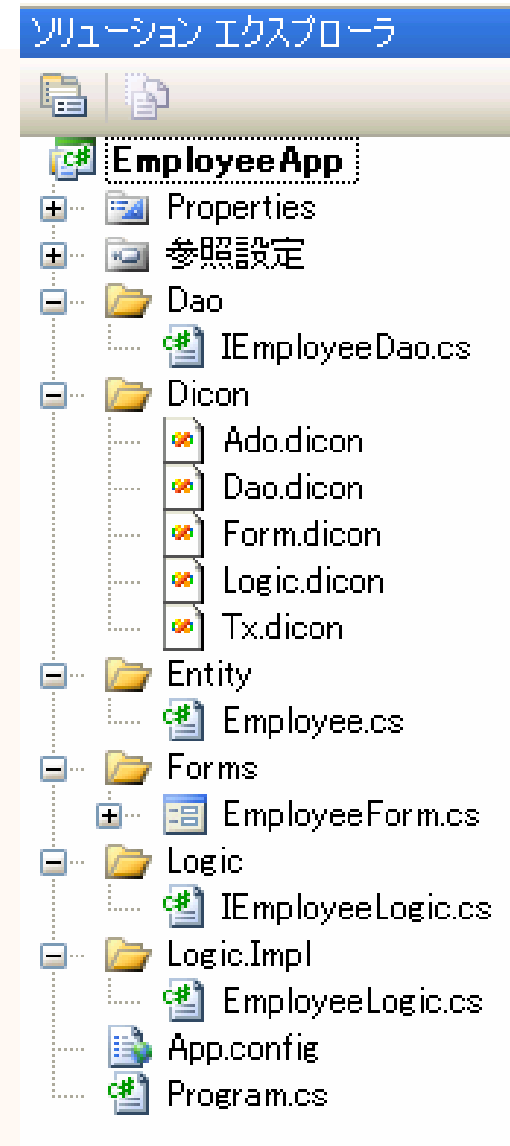 ソリューション エクスプローラ
EmployeeApp
Properties
参照設定
Dao
IEmployeeDao.cs
Dicon
Ado.dicon
Dao.dicon
Form.dicon
Logic.dicon
Tx.dicon
Entity
Employee.cs
Forms
EmployeeForm.cs
Logic
IEmployeeLogic.cs
Logic.Impl
EmployeeLogic.cs
App.config
Program.cs